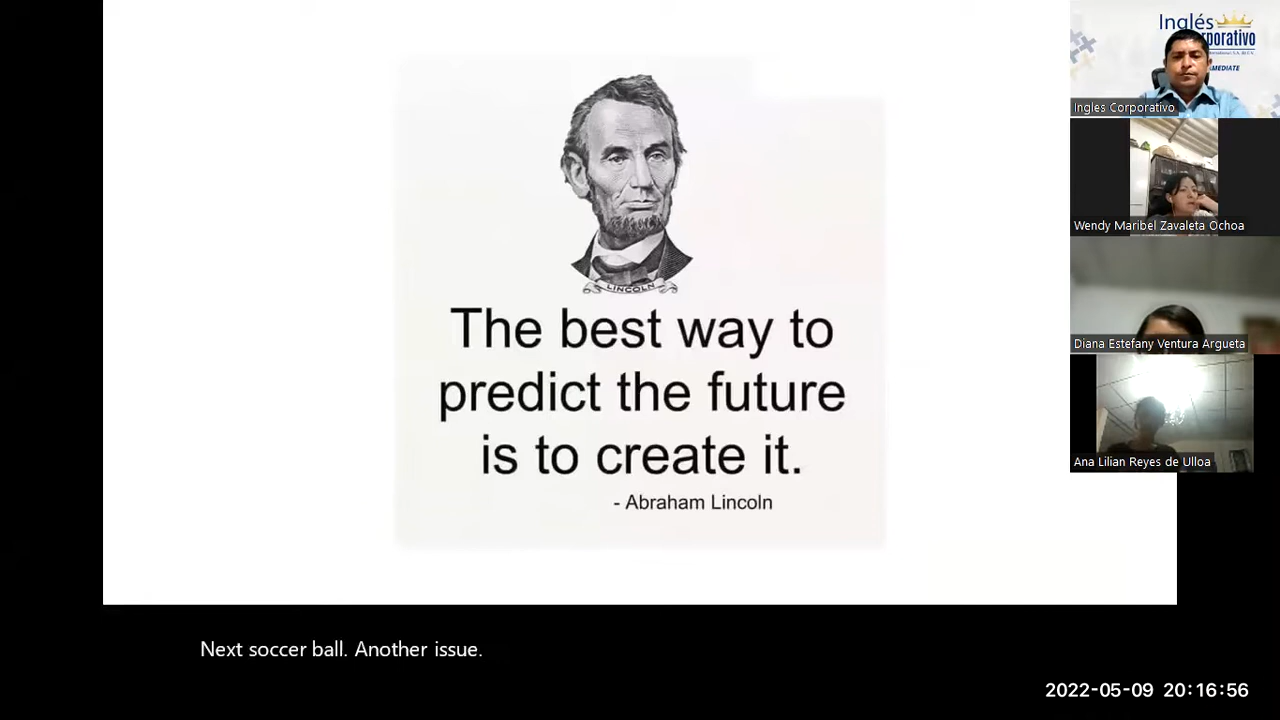 LINCOLN
The best way to
predict the future
is to create it.
- Abraham Lincoln
Inglés
rporativo
MEDIATE
Ingles Corporativo
Wendy Maribel Zavaleta Ochoa
Diana Estefany Ventura Argueta
Ana Lilian Reyes de Ulloa
Next soccer ball. Another issue.
2022-05-09 20:16:56